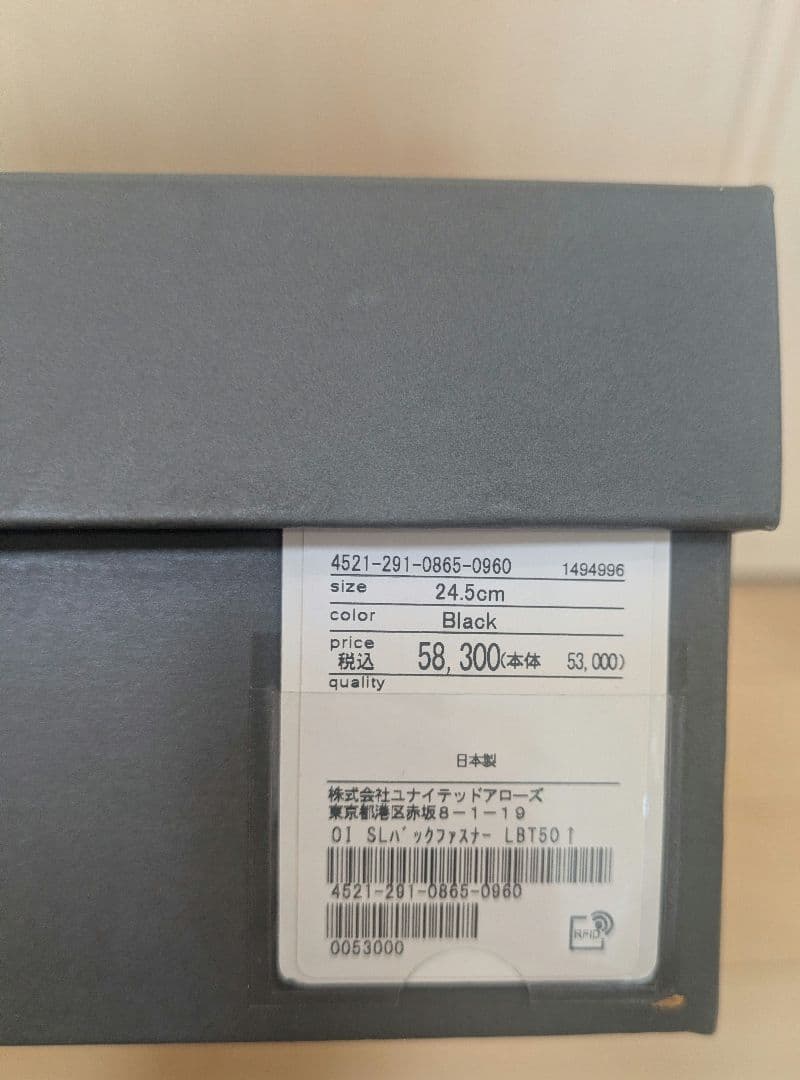 4521-291-0865-0960 1494996
size 24.5cm
color Black
price
税込 58,300(本体 53,000)
quality
日本製
株式会社ユナイテッドアローズ
東京都港区赤坂8-1-19
OI SLバックファスナー LBT50↑
4521-291-0865-0960
0053000
RFID